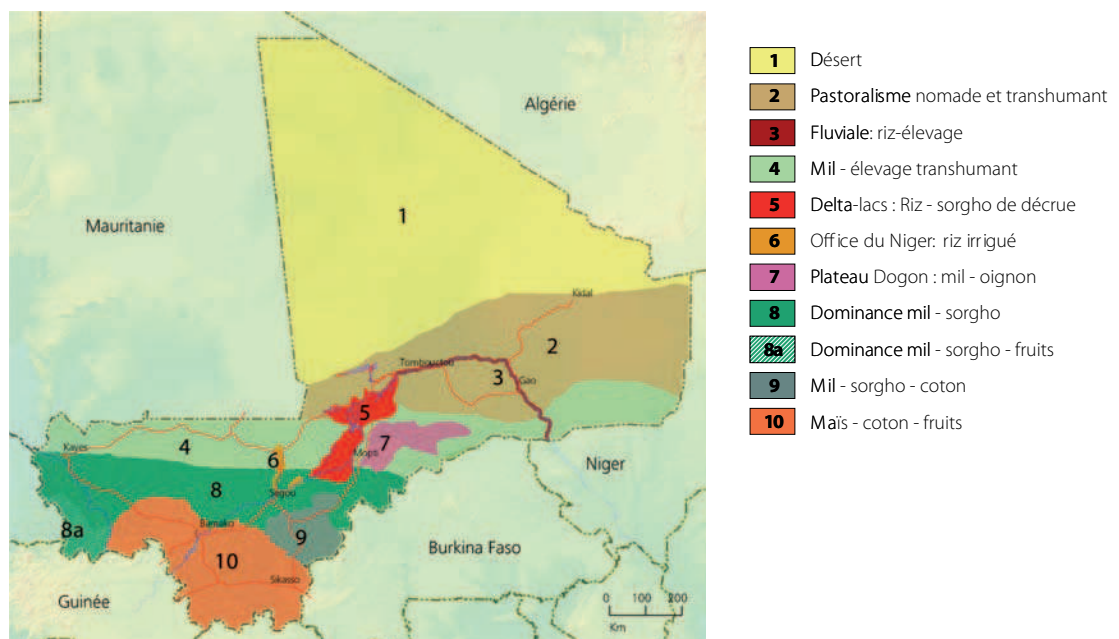 Algérie
Mauritanie
1
Kidal
2
Tombouctou
3
Gao
5
Kayes
4
7
Mopti
6
Niger
8
Ségou
8a
Bamako
9
Burkina Faso
10
Sikasso
Guinée
0 100 200
Km
1 Désert
2 Pastoralisme nomade et transhumant
3 Fluviale: riz-élevage
4 Mil - élevage transhumant
5 Delta-lacs : Riz - sorgho de décrue
6 Office du Niger: riz irrigué
7 Plateau Dogon : mil - oignon
8 Dominance mil - sorgho
8a Dominance mil - sorgho - fruits
9 Mil - sorgho - coton
10 Maïs - coton - fruits